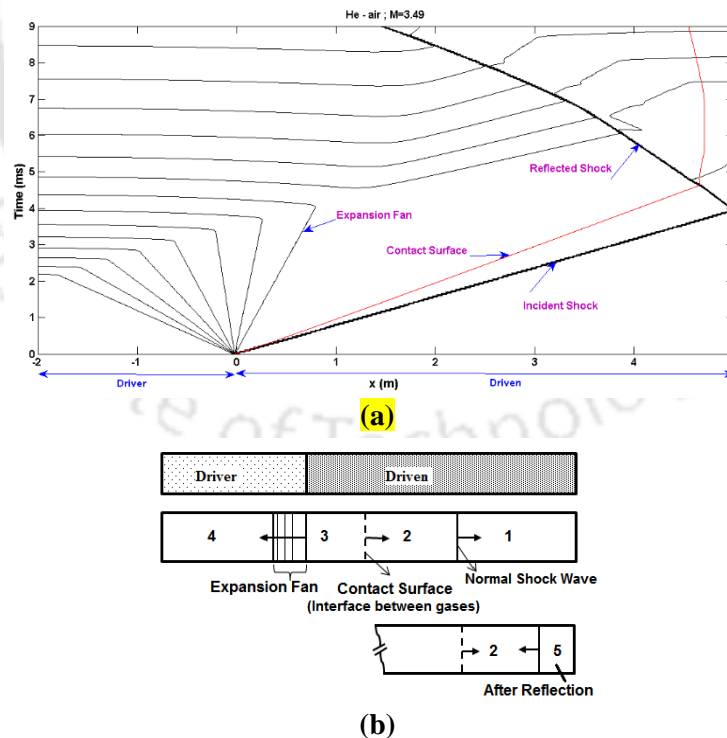 He - air ; M=3.49
9
8
7
6
5
4
3
2
1
0
Time (ms)
Reflected Shock
Expansion Fan
Contact Surface
Incident Shock
-2 -1 0 1 2 3 4
Driver x (m) Driven
(a)
of Technolo
Driver Driven
4 3 2 1
Expansion Fan Contact Surface Normal Shock Wave
(Interface between gases)
2 5
After Reflection
(b)